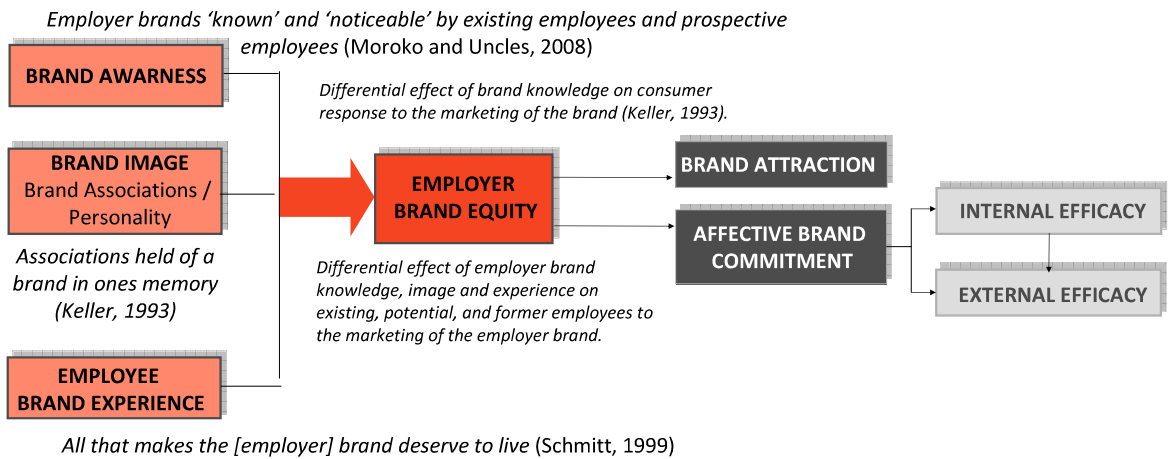 Employer brands ‘known’ and ‘noticeable’ by existing employees and prospective
employees (Moroko and Uncles, 2008)
BRAND AWARNESS
Differential effect of brand knowledge on consumer
response to the marketing of the brand (Keller, 1993).
BRAND IMAGE
Brand Associations /
Personality
Associations held of a
brand in ones memory
(Keller, 1993)
EMPLOYER
BRAND EQUITY
BRAND ATTRACTION
AFFECTIVE BRAND
COMMITMENT
INTERNAL EFFICACY
EXTERNAL EFFICACY
Differential effect of employer brand
knowledge, image and experience on
existing, potential, and former employees to
the marketing of the employer brand.
EMPLOYEE
BRAND EXPERIENCE
All that makes the [employer] brand deserve to live (Schmitt, 1999)